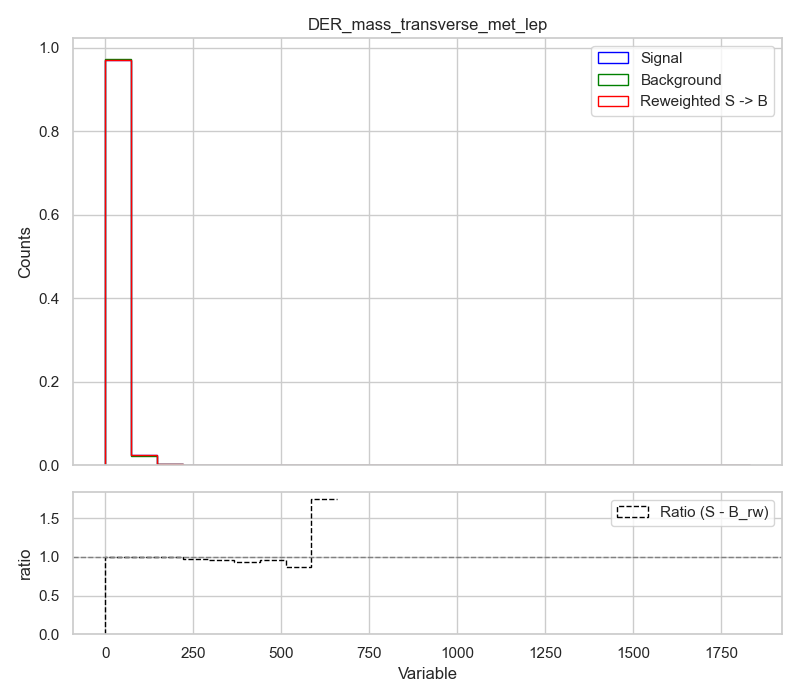 DER_mass_transverse_met_lep
1.0
0.8
0.6
0.4
0.2
0.0
Counts
Signal
Background
Reweighted S -> B
1.5
1.0
0.5
0.0
ratio
Ratio (S - B_rw)
0 250 500 750 1000 1250 1500 1750
Variable